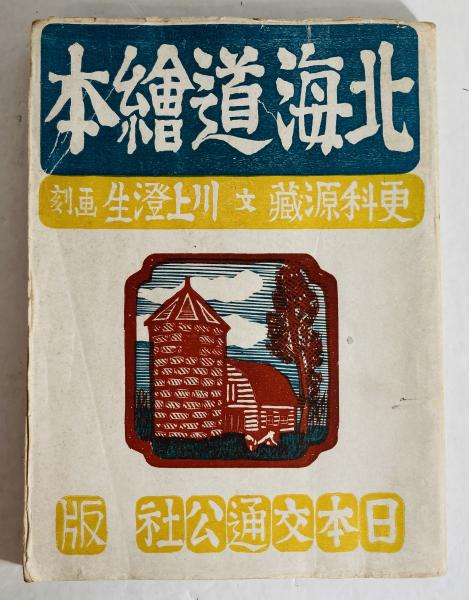 北海道繪本
更科源藏 文 川上澄生 画刻
日本交通公社 版